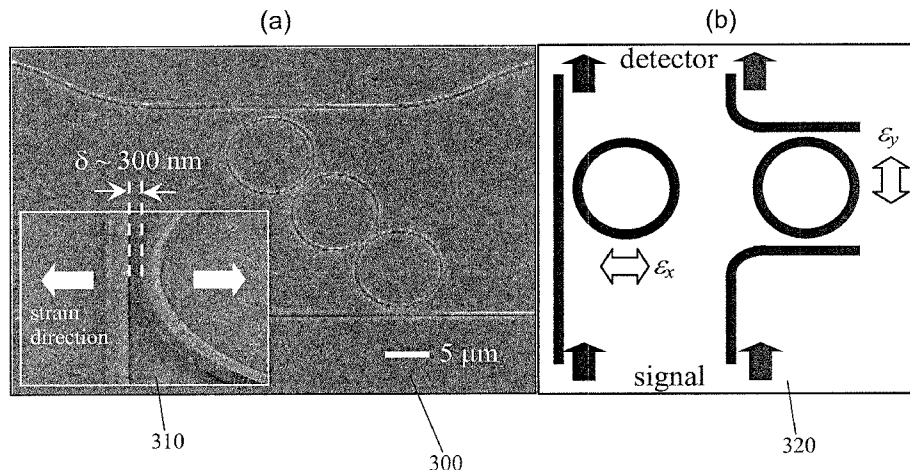 (a)
(b)
δ ~ 300 nm
strain
direction
5 μm
detector
εy
εx
signal
310
300
320